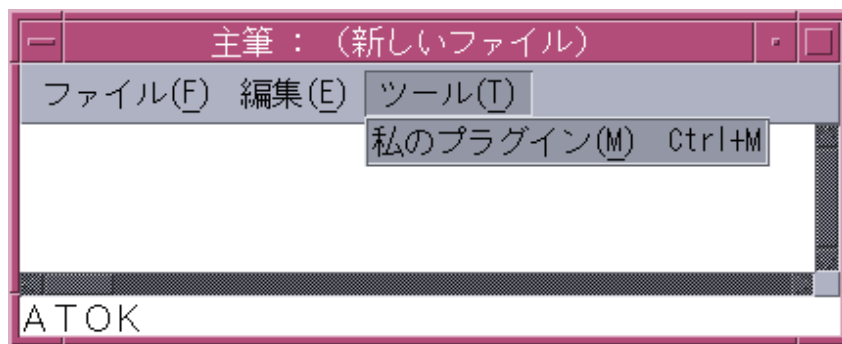 主筆 : （新しいファイル）
ファイル(F) 編集(E) ツール(T)
私のプラグイン(M) Ctrl+M
ＡＴＯＫ